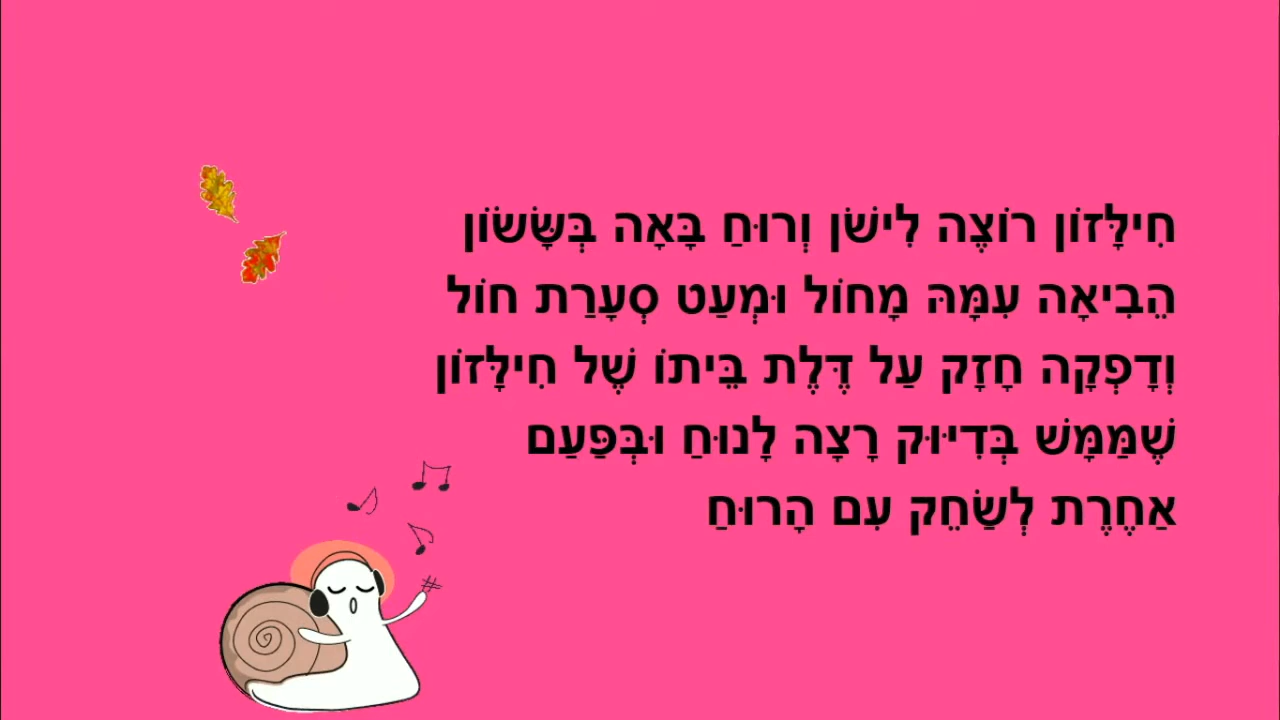 חִילָּזוֹן רוֹצֶה לִישֹׁן וְרוּחַ בָּאָה בְּשָּׂשׂוֹן
הֵבִיאָה עִמָּהּ מָחוֹל וּמְעַט סְעָרַת חוֹל
וְדָפְקָה חָזָק עַל דֶּלֶת בֵּיתוֹ שֶׁל חִילָּזוֹן
שֶׁמַּמָּשׁ בְּדִיּוּק רָצָה לָנוּחַ וּבְּפַּעַם
אַחֶרֶת לְשַׂחֵק עִם הָרוּחַ